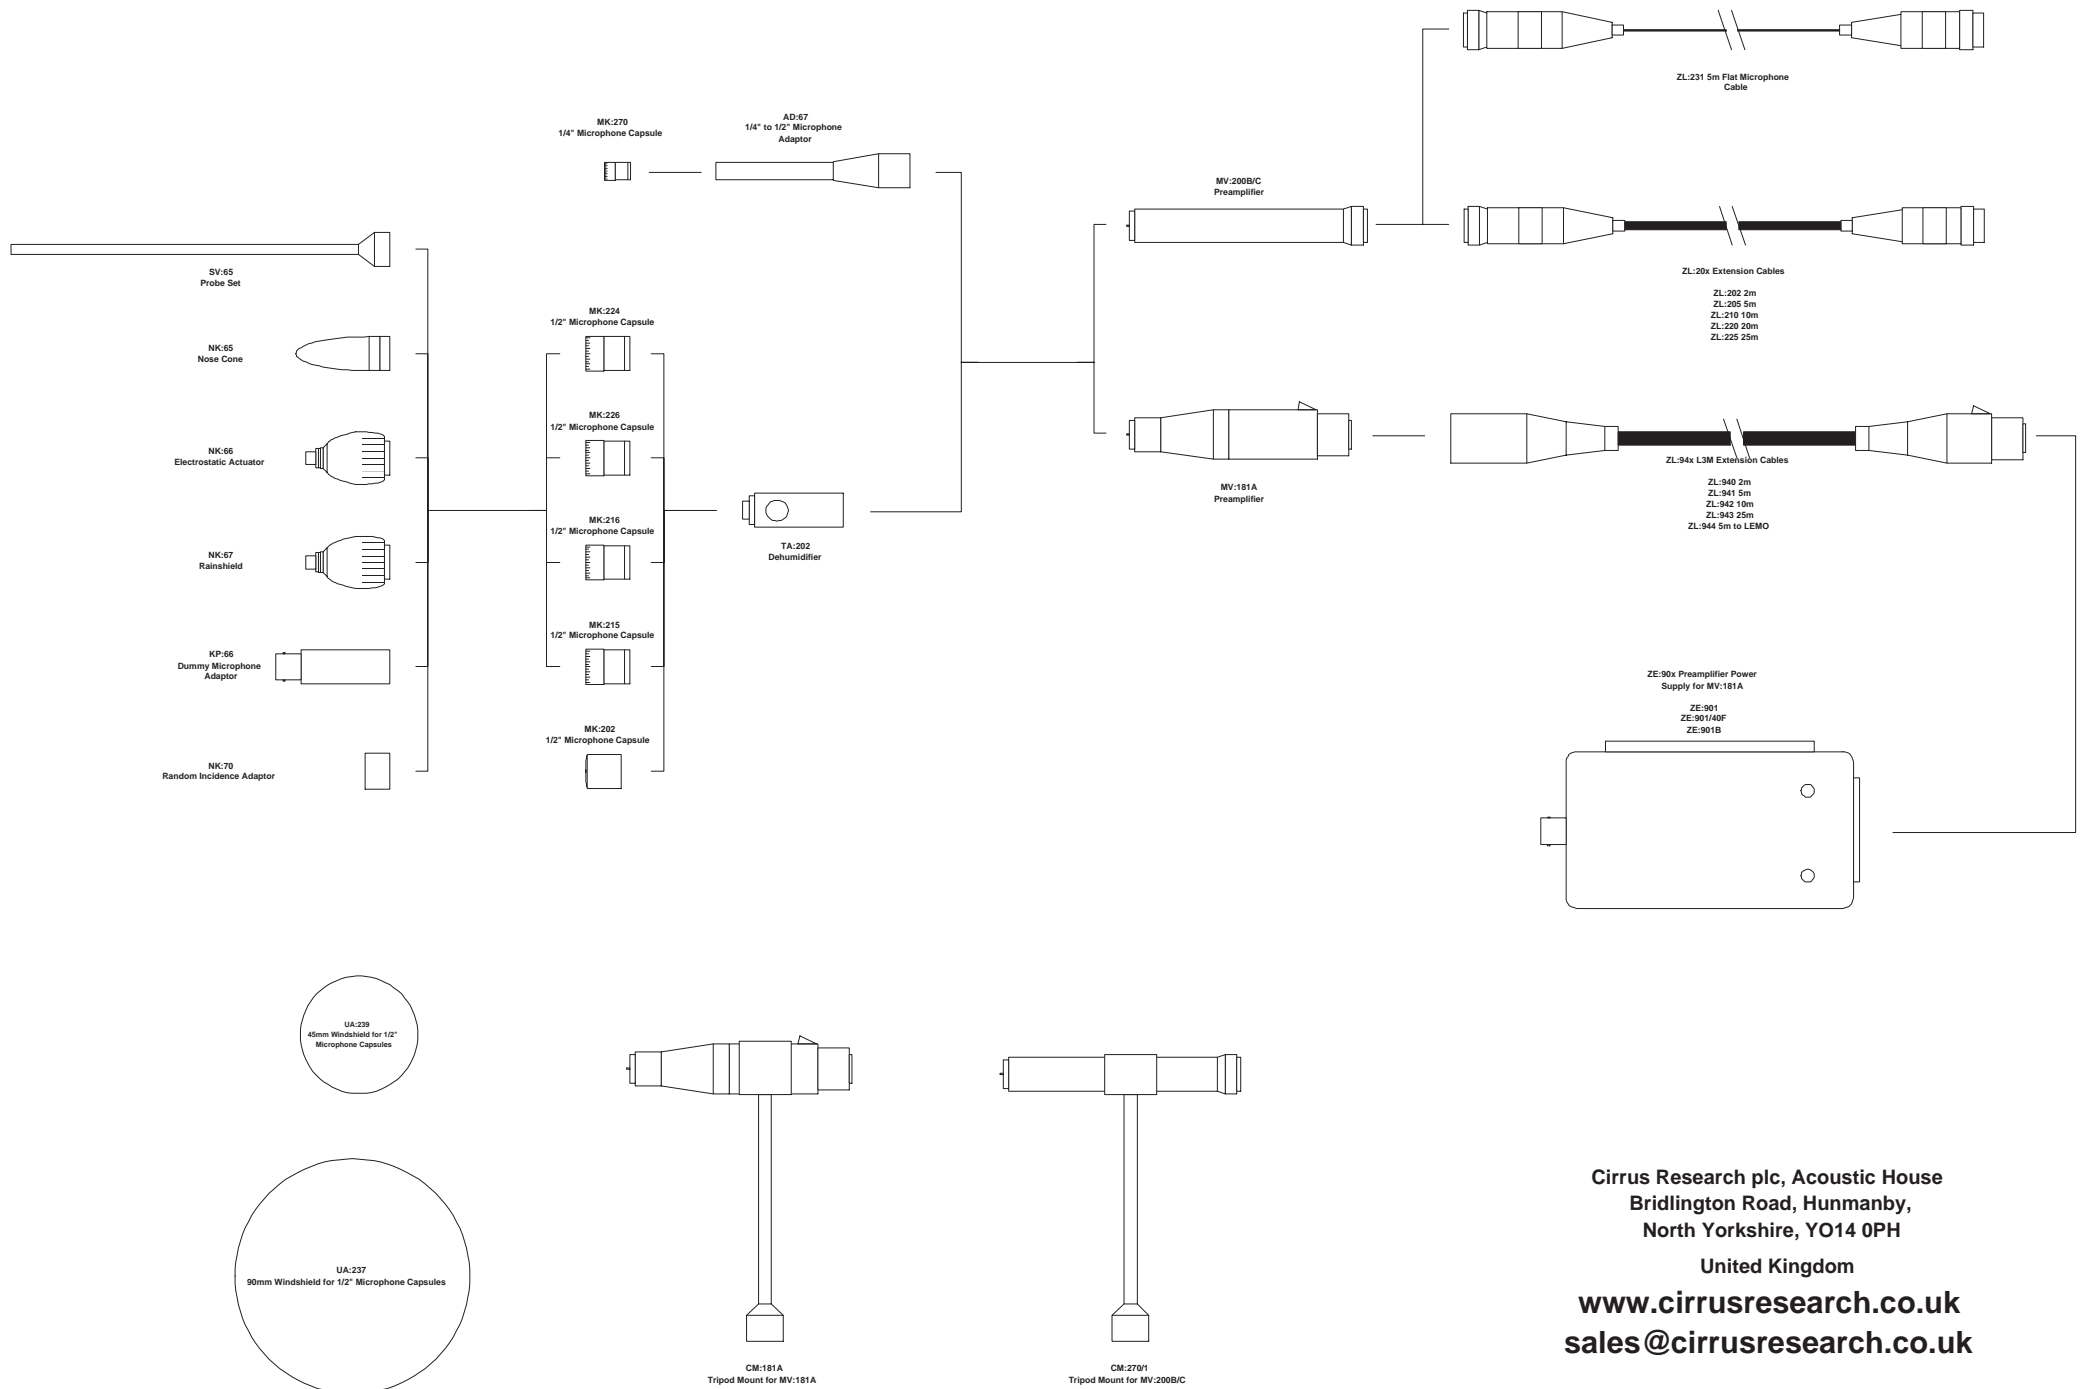 ZL:231 5m Flat Microphone
Cable
MK:270
1/4" Microphone Capsule
AD:67
1/4" to 1/2" Microphone
Adaptor
MV:200B/C
Preamplifier
SV:65
Probe Set
ZL:20x Extension Cables
ZL:202 2m
ZL:205 5m
ZL:210 10m
ZL:220 20m
ZL:225 25m
MK:224
1/2" Microphone Capsule
NK:65
Nose Cone
MK:226
1/2" Microphone Capsule
NK:66
Electrostatic Actuator
MV:181A
Preamplifier
ZL:94x L3M Extension Cables
ZL:940 2m
ZL:941 5m
ZL:942 10m
ZL:943 25m
ZL:944 5m to LEMO
MK:216
1/2" Microphone Capsule
TA:202
Dehumidifier
NK:67
Rainshield
MK:215
1/2" Microphone Capsule
KP:66
Dummy Microphone
Adaptor
ZE:90x Preamplifier Power
Supply for MV:181A
ZE:901
ZE:901/40F
ZE:901B
MK:202
1/2" Microphone Capsule
NK:70
Random Incidence Adaptor
UA:239
45mm Windshield for 1/2"
Microphone Capsules
UA:237
90mm Windshield for 1/2" Microphone Capsules
CM:181A
Tripod Mount for MV:181A
CM:270/1
Tripod Mount for MV:200B/C
Cirrus Research plc, Acoustic House
Bridlington Road, Hunmanby,
North Yorkshire, YO14 0PH
United Kingdom
www.cirrusresearch.co.uk
sales@cirrusresearch.co.uk